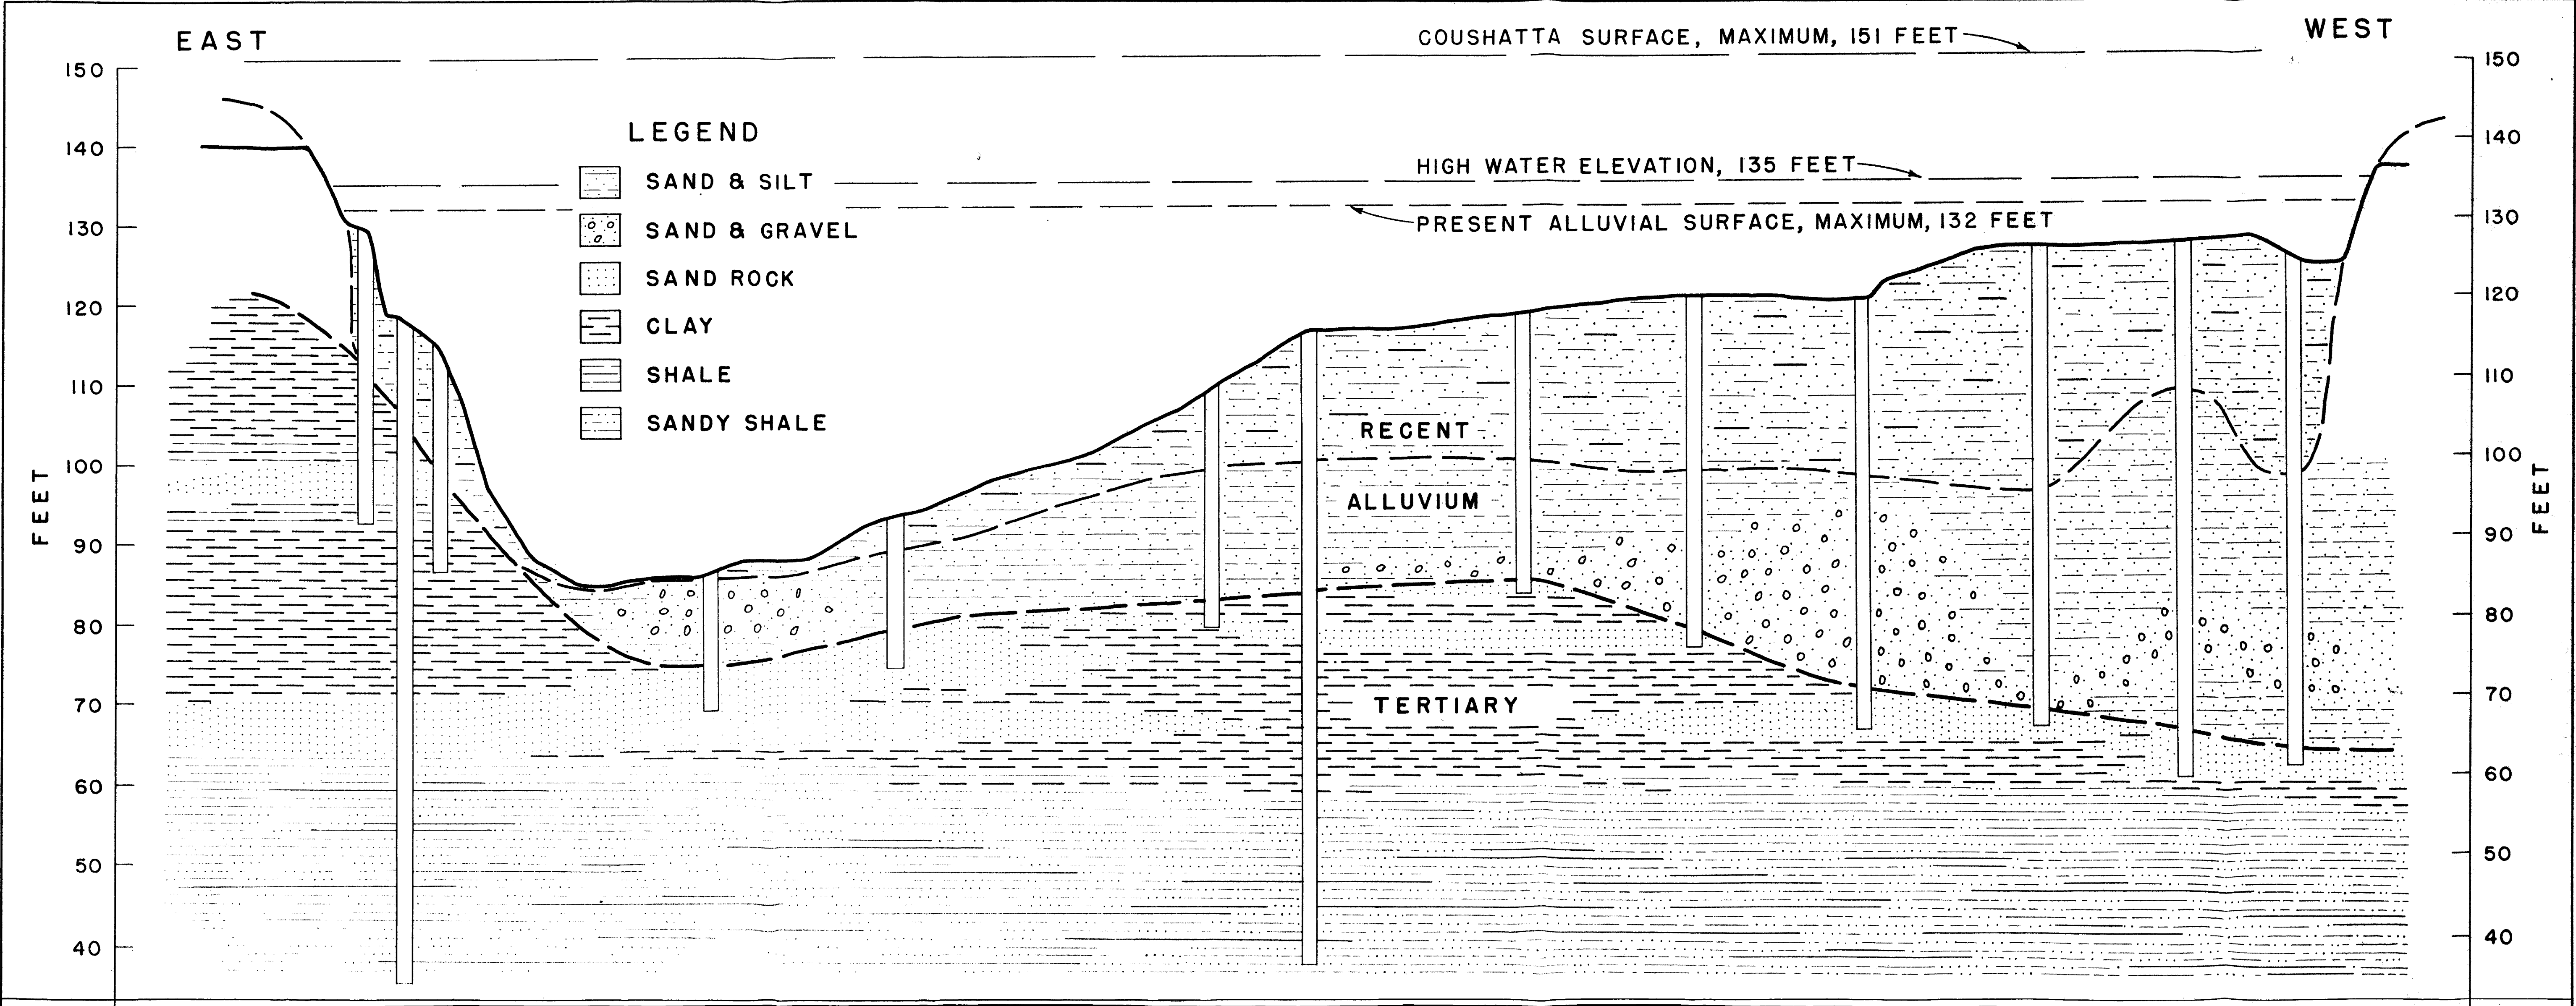 EAST
WEST
COUSHATTA SURFACE, MAXIMUM, 151 FEET
HIGH WATER ELEVATION, 135 FEET
PRESENT ALLUVIAL SURFACE, MAXIMUM, 132 FEET
LEGEND
SAND & SILT
SAND & GRAVEL
SAND ROCK
CLAY
SHALE
SANDY SHALE
RECENT
ALLUVIUM
TERTIARY
FEET
150
140
130
120
110
100
90
80
70
60
50
40
FEET
150
140
130
120
110
100
90
80
70
60
50
40